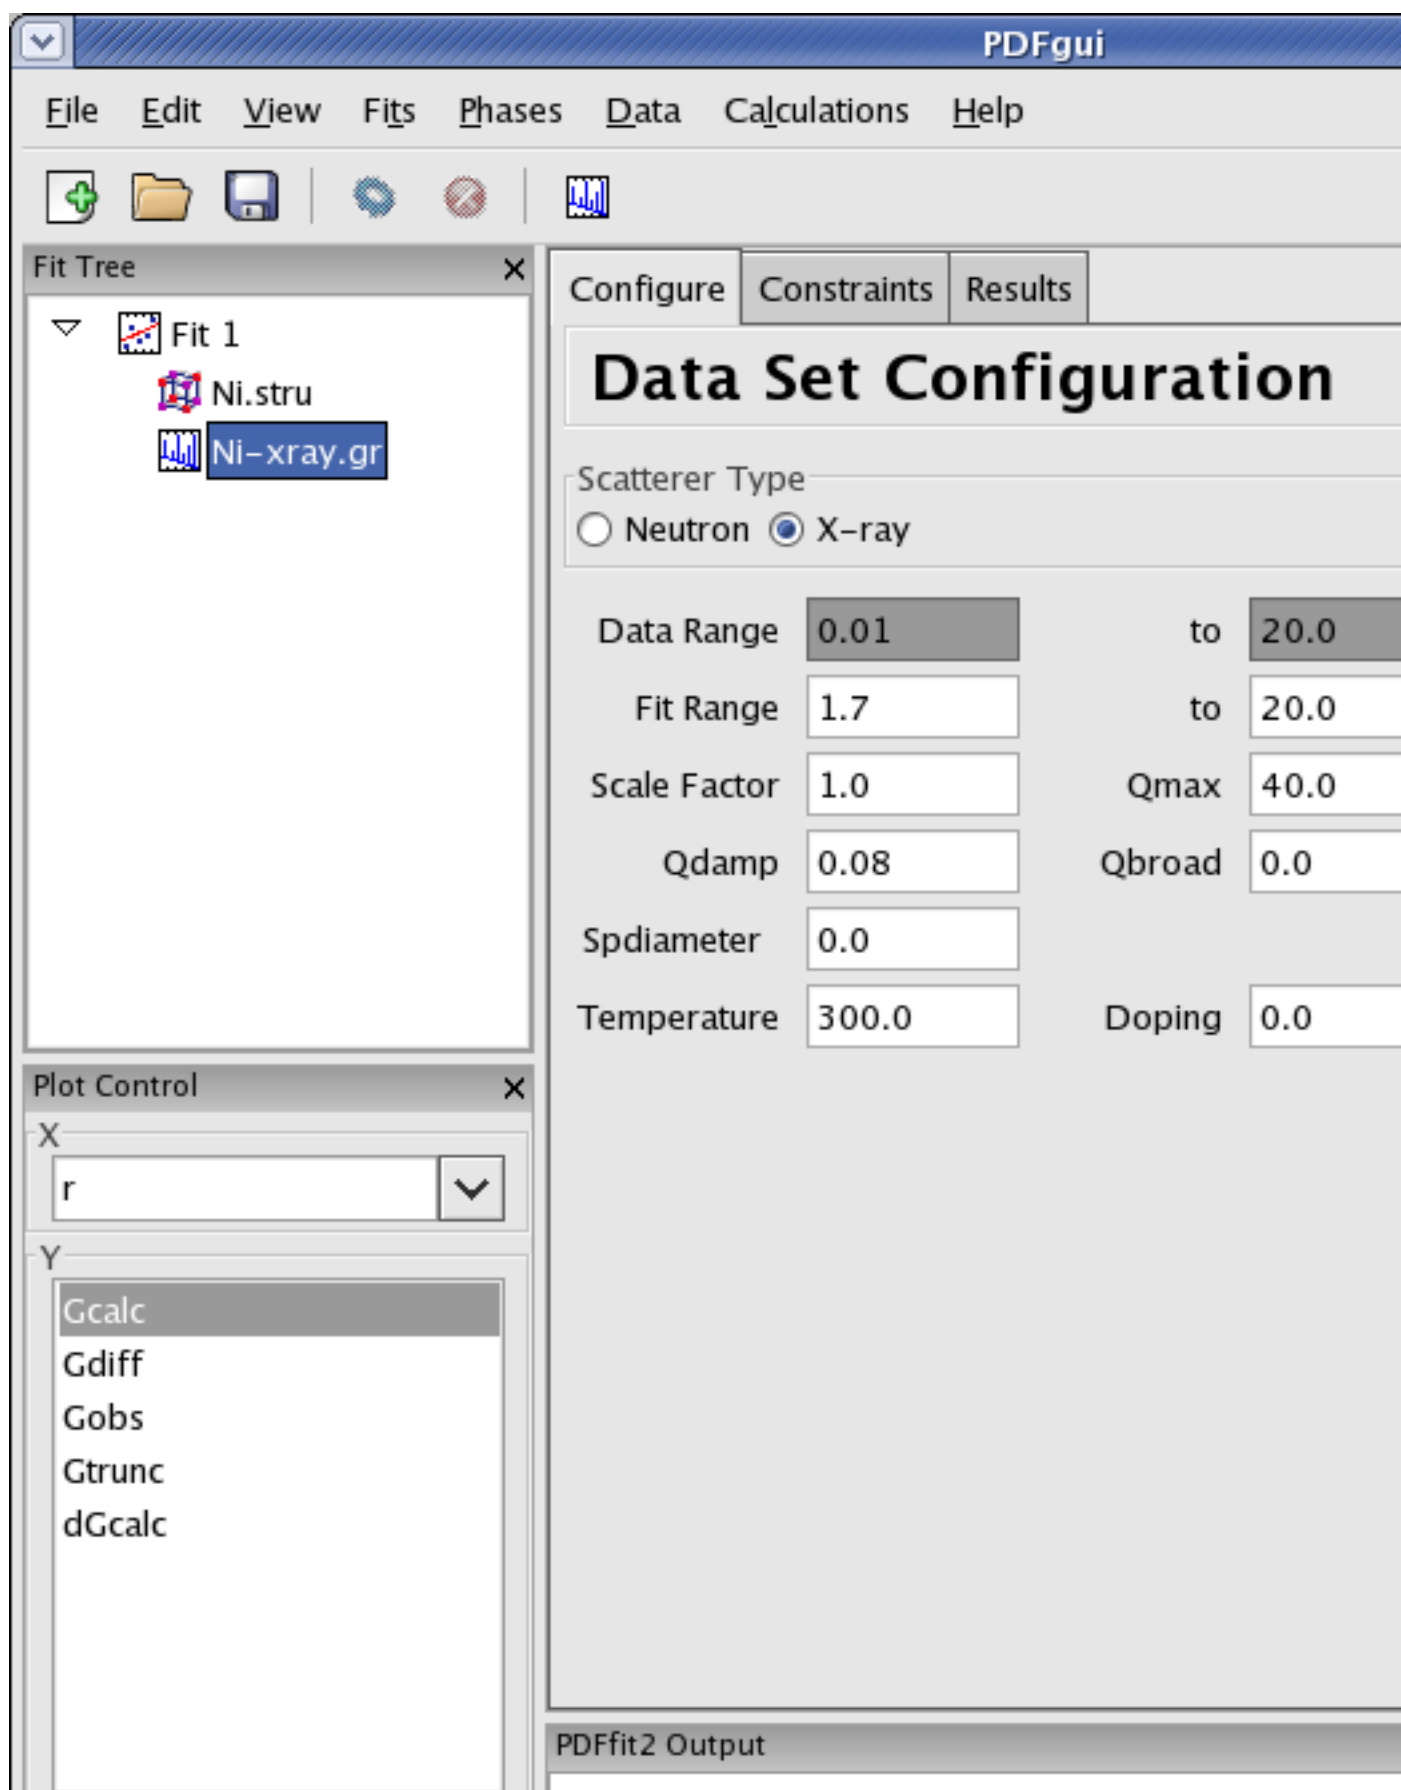 PDFgui
File Edit View Fits Phases Data Calculations Help
Fit Tree
Fit 1
Ni.stru
Ni-xray.gr
Configure Constraints Results
Data Set Configuration
Scatterer Type
Neutron X-ray
Data Range 0.01 to 20.0
Fit Range 1.7 to 20.0
Scale Factor 1.0 Qmax 40.0
Qdamp 0.08 Qbroad 0.0
Spdiameter 0.0
Temperature 300.0 Doping 0.0
Plot Control
X
r
Y
Gcalc
Gdiff
Gobs
Gtrunc
dGcalc
PDFfit2 Output